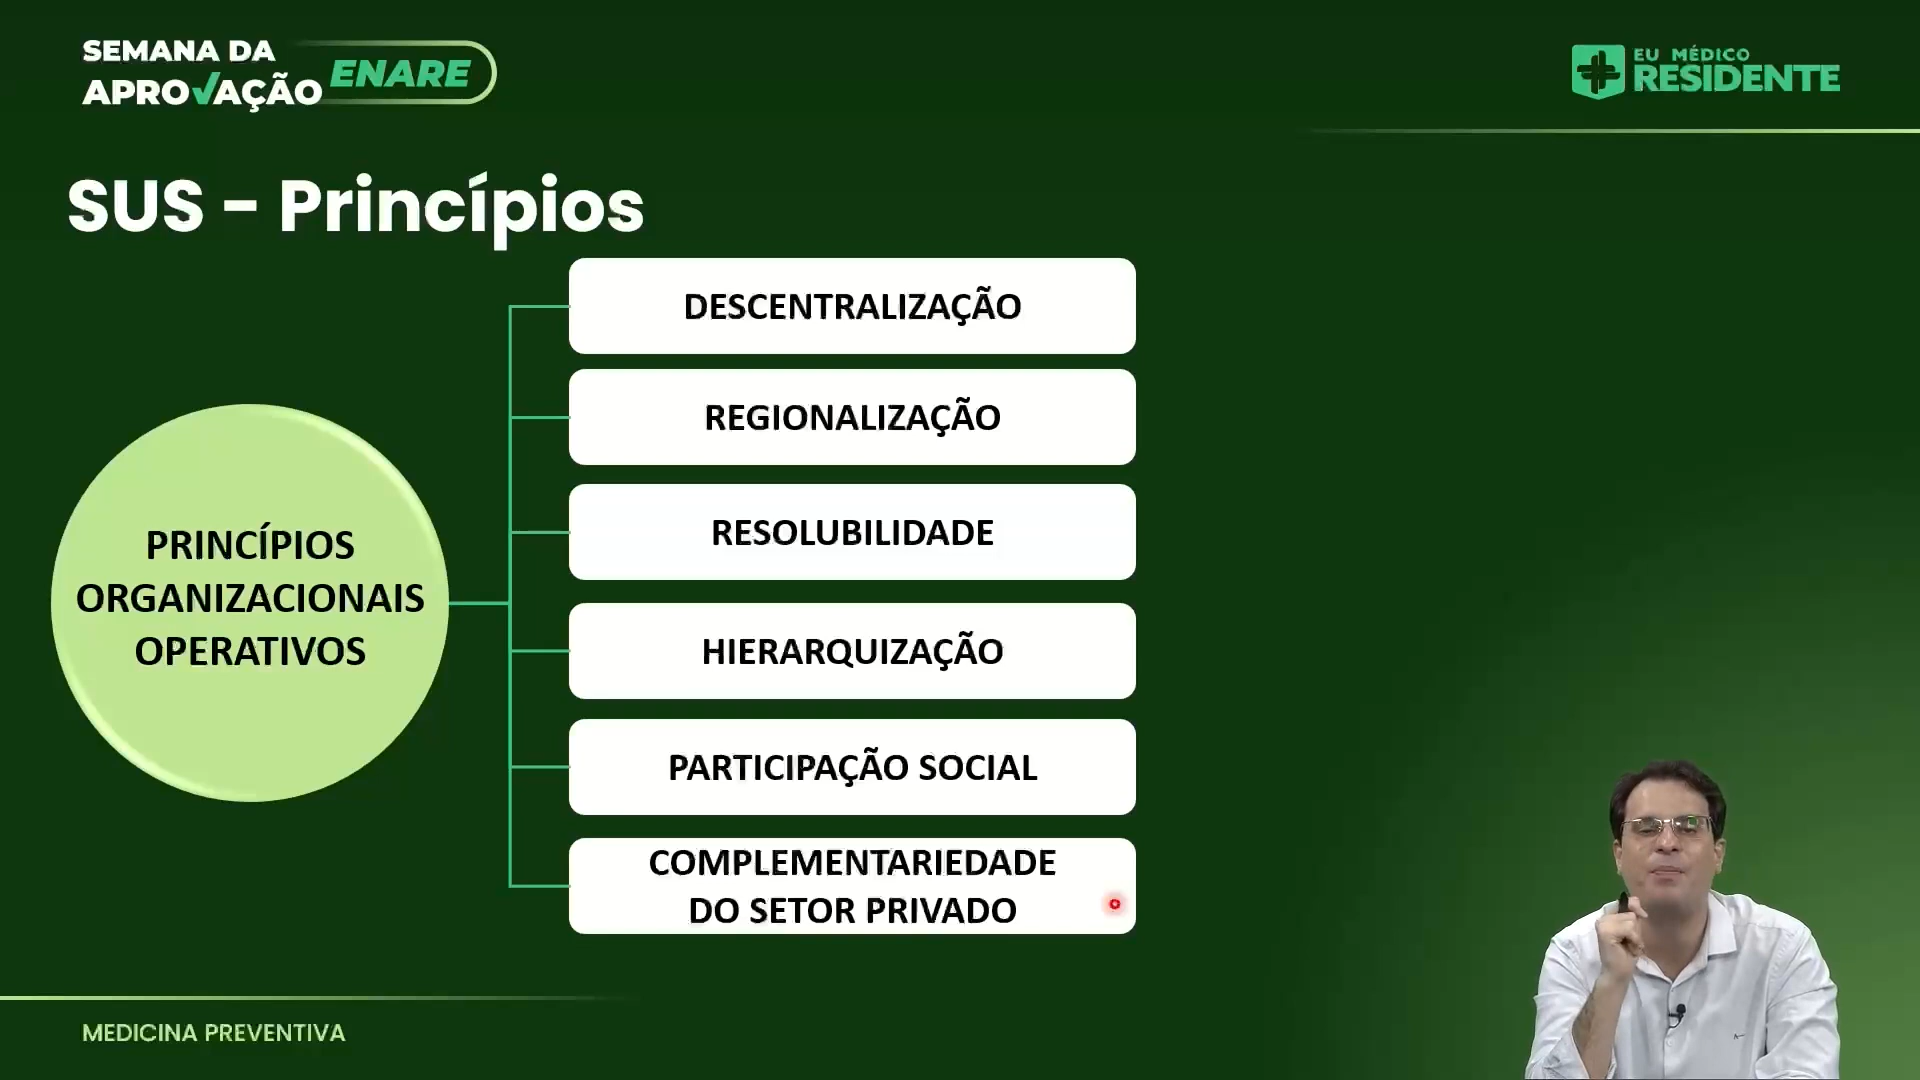 SEMANA DA
APROVAÇÃO ENARE
EU MÉDICO
RESIDENTE
SUS - Princípios
PRINCÍPIOS
ORGANIZACIONAIS
OPERATIVOS
DESCENTRALIZAÇÃO
REGIONALIZAÇÃO
RESOLUBILIDADE
HIERARQUIZAÇÃO
PARTICIPAÇÃO SOCIAL
COMPLEMENTARIEDADE
DO SETOR PRIVADO
MEDICINA PREVENTIVA